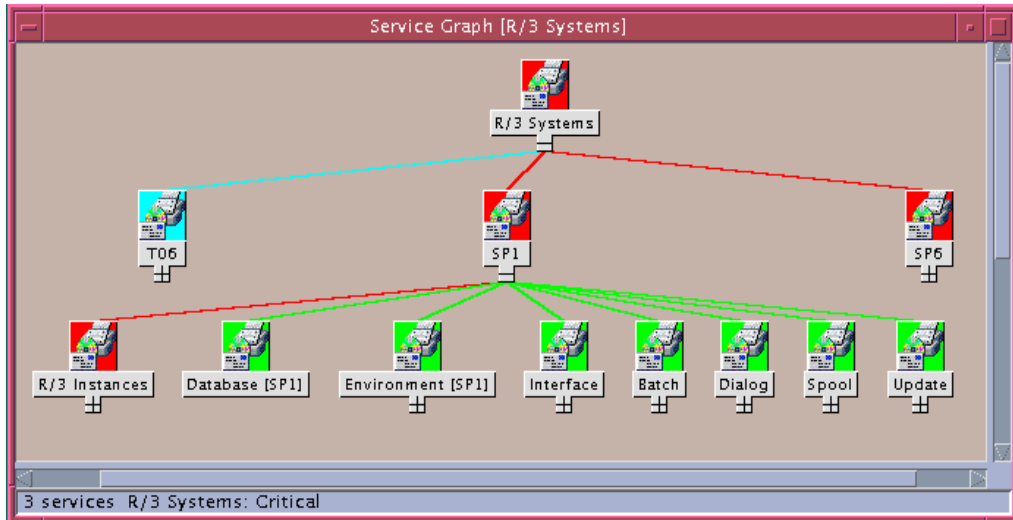 Service Graph [R/3 Systems]
R/3 Systems
T06
SP1
SP6
R/3 Instances
Database [SP1]
Environment [SP1]
Interface
Batch
Dialog
Spool
Update
3 services R/3 Systems: Critical